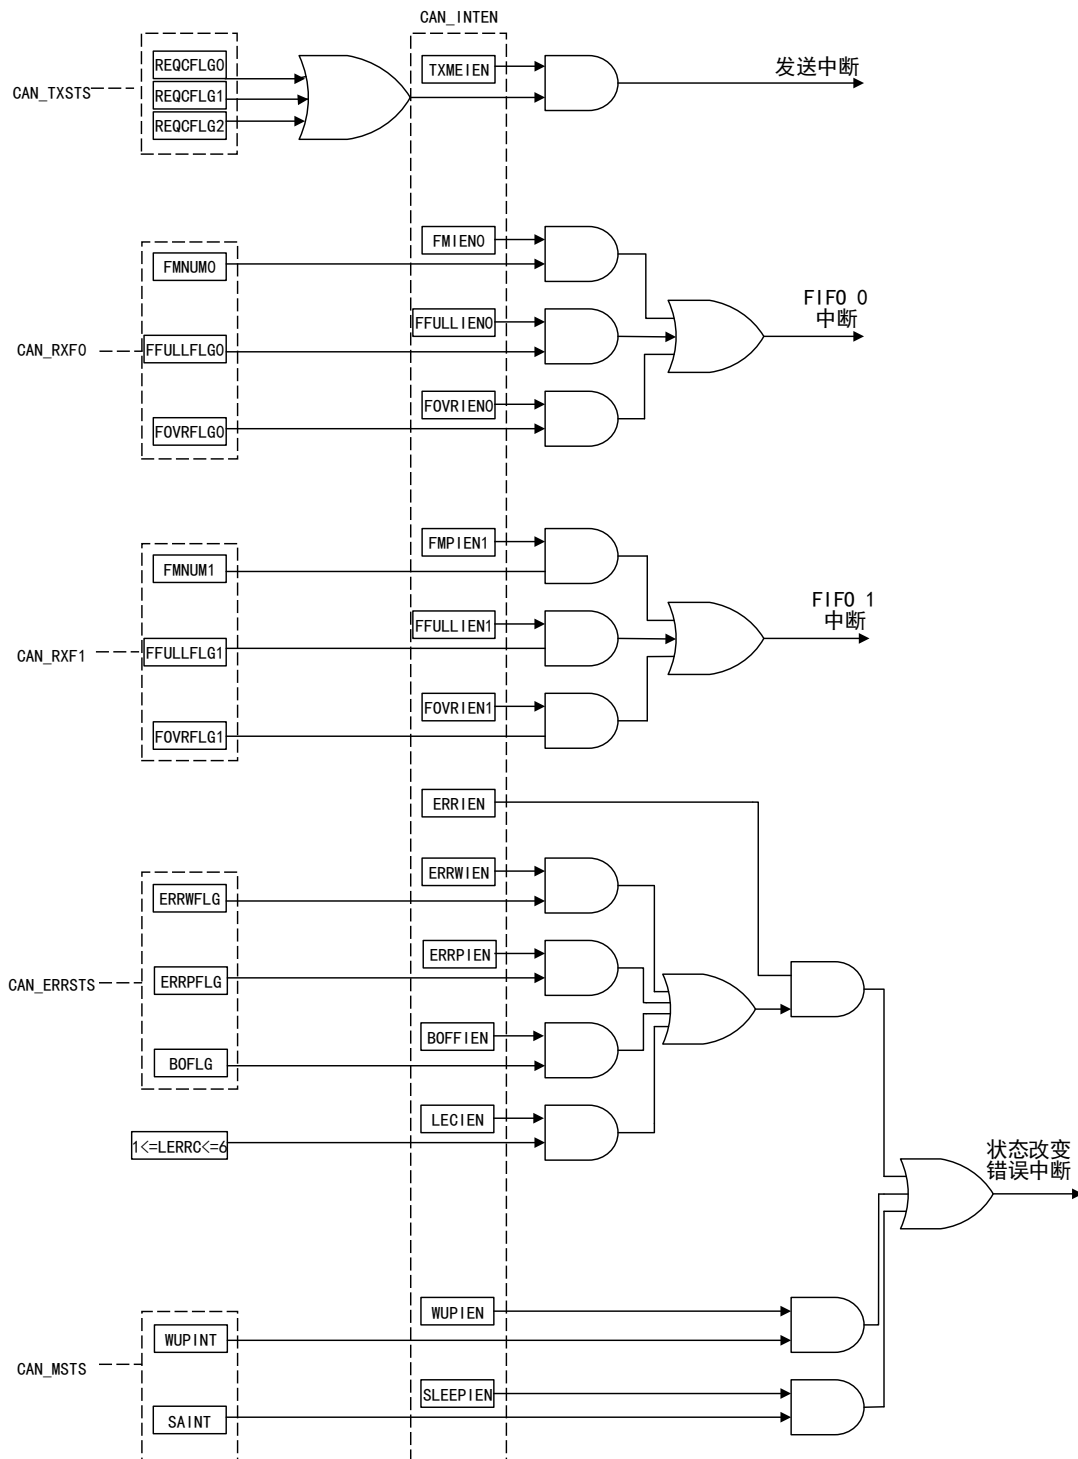 CAN_INTEN
REQCFLG0
TXMEIEN
发送中断
CAN_TXSTS
REQCFLG1
REQCFLG2
FMIEN0
FMNUM0
FIFO 0
中断
FFULLIEN0
CAN_RXF0
FFULLFLG0
FOVRIEN0
FOVRFLG0
FMPIEN1
FMNUM1
FIFO 1
中断
FFULLIEN1
CAN_RXF1
FFULLFLG1
FOVRIEN1
FOVRFLG1
ERRIEN
ERRWIEN
ERRWFLG
ERRPIEN
CAN_ERRSTS
ERRPFLG
BOFFIEN
BOFLG
LECIEN
1<=LERRC<=6
状态改变
错误中断
WUPIEN
WUPINT
CAN_MSTS
SLEEPIEN
SAINT